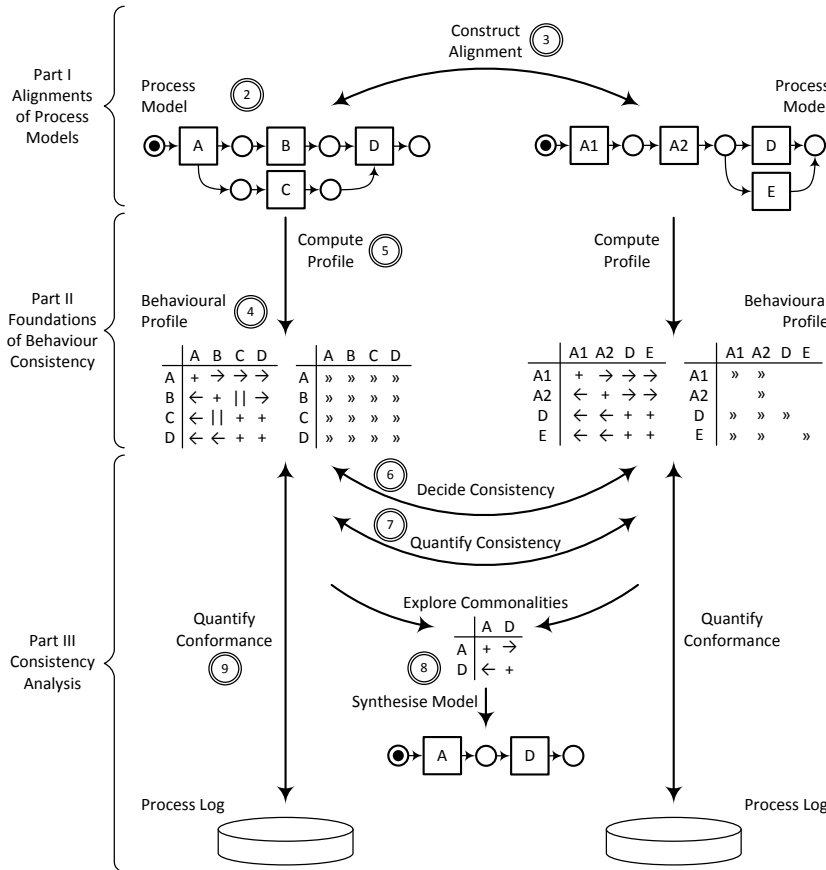 Construct
Alignment
3
Part I
Alignments
of Process
Models
Process
Model
2
A
B
D
C
Process
Mode
A1
A2
D
E
Compute
Profile
5
Compute
Profile
Part II
Foundations
of Behaviour
Consistency
Behavioural
Profile
4
A B C D
A + → → →
B ← + || →
C ← || + +
D ← ← + +
A B C D
A » » » »
B » » » »
C » » » »
D » » » »
Behavioura
Profile
A1 A2 D E
A1 + → → →
A2 ← + → →
D ← ← + +
E ← ← + +
A1 A2 D E
A1 » »
A2 »
D » » »
E » » »
6
Decide Consistency
7
Quantify Consistency
Part III
Consistency
Analysis
Quantify
Conformance
9
Explore Commonalities
A D
A + →
D ← +
8
Synthesise Model
A
D
Quantify
Conformance
Process Log
Process Log